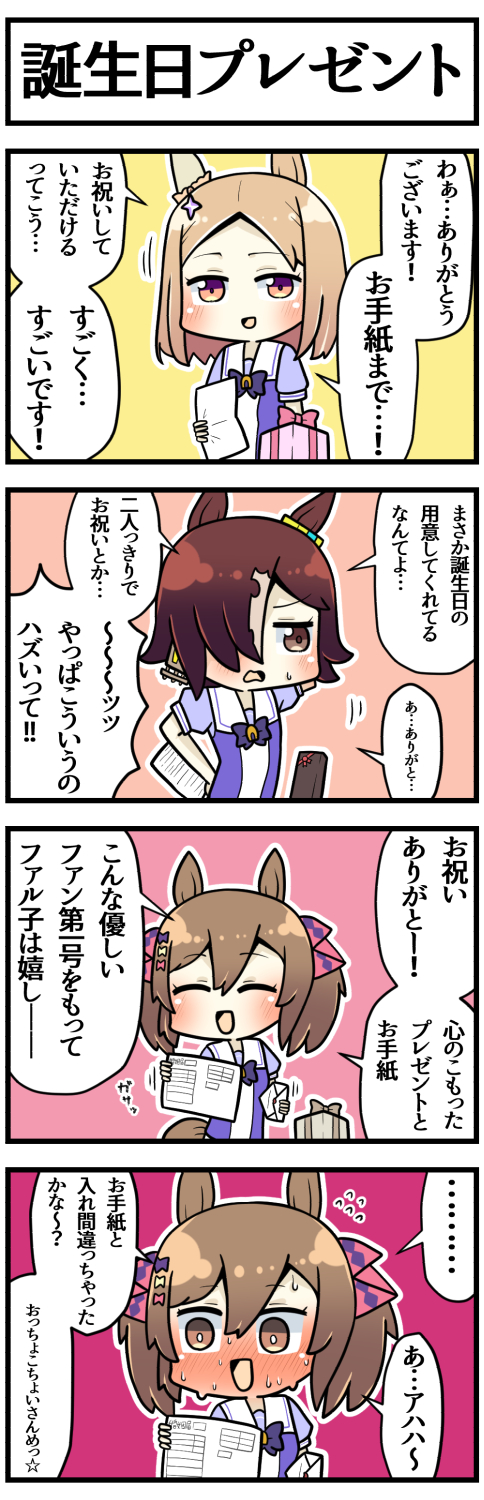 誕生日プレゼント
わぁ…ありがとう
ございます！
お手紙まで…！
お祝いして
いただける
ってこう…
すごく…
すごいです！
まさか誕生日の
用意してくれてる
なんてよ…
あ…ありがと…
二人っきりで
お祝いとか…
〜〜〜ッッ
やっぱこういうの
ハズいって!!
お祝い
ありがとー！
心のこもった
プレゼントと
お手紙
こんな優しい
ファン第一号をもって
ファル子は嬉し――
ガサッ
………
あ…アハハ〜
お手紙と
入れ間違っちゃった
かな〜？
おっちょこちょいさんめっ☆